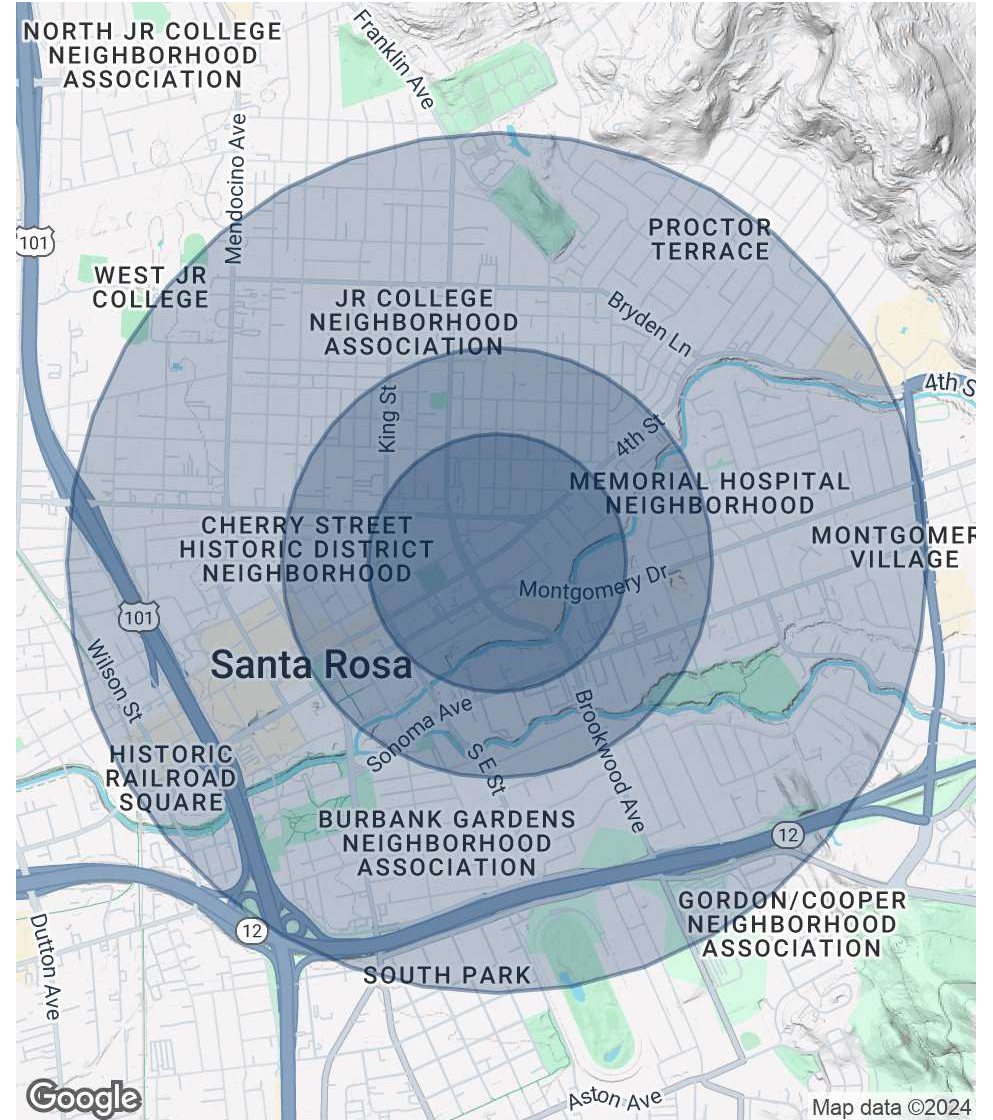 NORTH JR COLLEGE
NEIGHBORHOOD
ASSOCIATION
Franklin Ave
Mendocino Ave
101
WEST JR
COLLEGE
PROCTOR
TERRACE
JR COLLEGE
NEIGHBORHOOD
ASSOCIATION
Bryden Ln
4th S
King St
4th St
MEMORIAL HOSPITAL
NEIGHBORHOOD
CHERRY STREET
HISTORIC DISTRICT
NEIGHBORHOOD
MONTGOMER
VILLAGE
Montgomery Dr
101
Wilson St
Santa Rosa
Sonoma Ave
S E St
Brookwood Ave
HISTORIC
RAILROAD
SQUARE
BURBANK GARDENS
NEIGHBORHOOD
ASSOCIATION
12
GORDON/COOPER
NEIGHBORHOOD
ASSOCIATION
12
Dutton Ave
SOUTH PARK
Aston Ave
Google
Map data ©2024